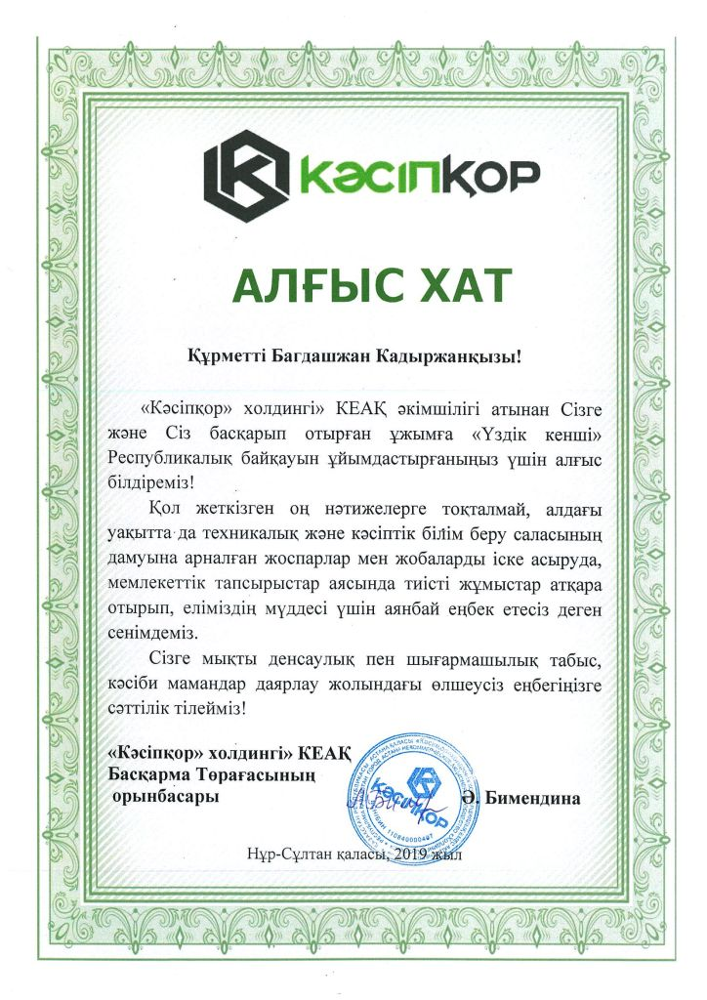 КӘСІПҚОР
АЛҒЫС ХАТ
Құрметті Багдашжан Кадыржанқызы!
«Кәсіпқор» холдингі» КЕАҚ әкімшілігі атынан Сізге
және Сіз басқарып отырған ұжымға «Үздік кенші»
Республикалық байқауын ұйымдастырғаныңыз үшін алғыс
білдіреміз!
Қол жеткізген оң нәтижелерге тоқталмай, алдағы
уақытта да техникалық және кәсіптік білім беру саласының
дамуына арналған жоспарлар мен жобаларды іске асыруда,
мемлекеттік тапсырыстар аясында тиісті жұмыстар атқара
отырып, еліміздің мүддесі үшін аянбай еңбек етесіз деген
сенімдеміз.
Сізге мықты денсаулық пен шығармашылық табыс,
кәсіби мамандар даярлау жолындағы өлшеусіз еңбегіңізге
сәттілік тілейміз!
«Кәсіпқор» холдингі» КЕАҚ
Басқарма Төрағасының
орынбасары
Ә. Бимендина
КӘСІПҚОР
110840000497
Нұр-Сұлтан қаласы, 2019 жыл